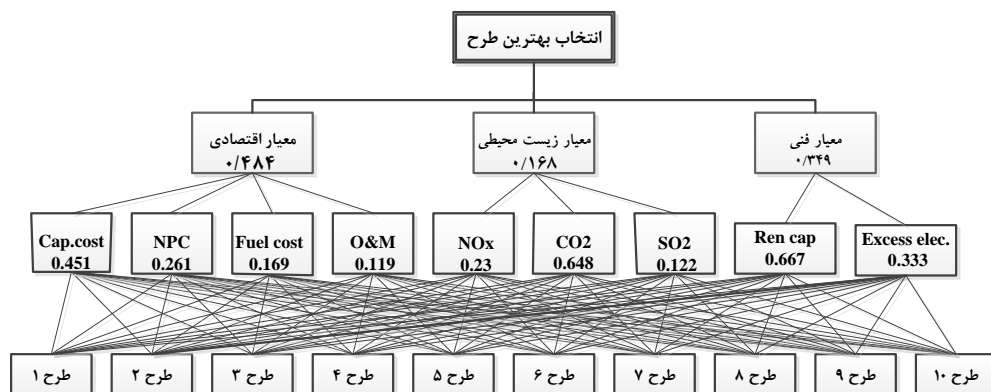 انتخاب بهترین طرح
معیار اقتصادی
۰/۴۸۴
معیار زیست محیطی
۰/۱۶۸
معیار فنی
۰/۳۴۹
Cap.cost
0.451
NPC
0.261
Fuel cost
0.169
O&M
0.119
NOx
0.23
CO2
0.648
SO2
0.122
Ren cap
0.667
Excess elec.
0.333
طرح ۱
طرح ۲
طرح ۳
طرح ۴
طرح ۵
طرح ۶
طرح ۷
طرح ۸
طرح ۹
طرح ۱۰